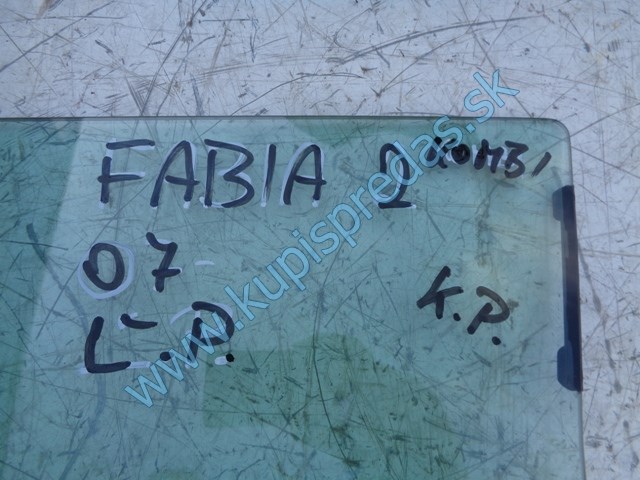 FABIA 2 KOMBI
07-
Ľ.P.
K.P.
www.kupispredas.sk